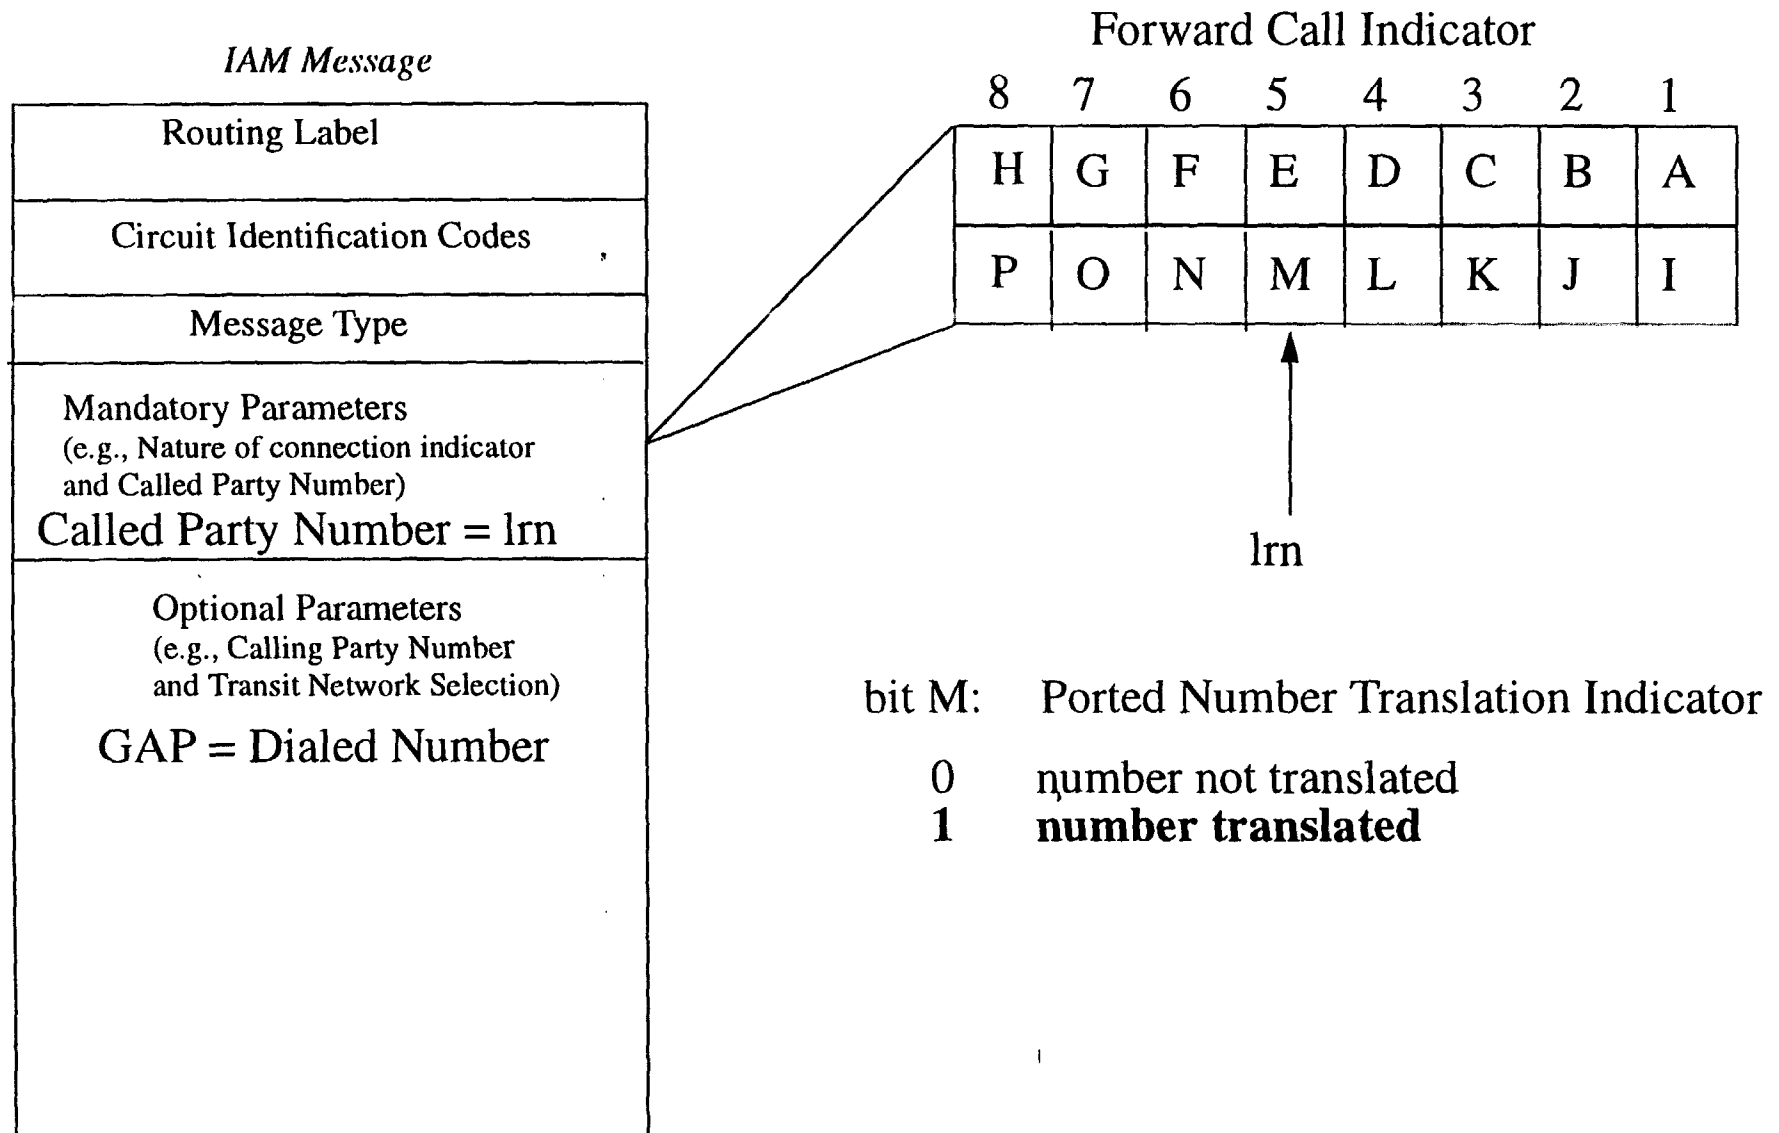 IAM Message
Routing Label
Circuit Identification Codes
Message Type
Mandatory Parameters
(e.g., Nature of connection indicator
and Called Party Number)
Called Party Number = lrn
Optional Parameters
(e.g., Calling Party Number
and Transit Network Selection)
GAP = Dialed Number
Forward Call Indicator
8 7 6 5 4 3 2 1
H G F E D C B A
P O N M L K J I
lrn
bit M: Ported Number Translation Indicator
0 number not translated
1 number translated